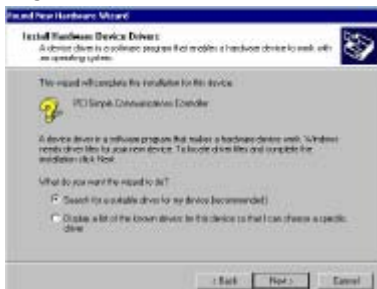 Found New Hardware Wizard
Install Hardware Device Drivers
A device driver is a software program that enables a hardware device to work with
an operating system.
This wizard will complete the installation for this device:
PCI Simple Communications Controller
A device driver is a software program that makes a hardware device work. Windows
needs driver files for your new device. To locate driver files and complete the
installation click Next.
What do you want the wizard to do?
Search for a suitable driver for my device (recommended)
Display a list of the known drivers for this device so that I can choose a specific
driver
< Back
Next >
Cancel